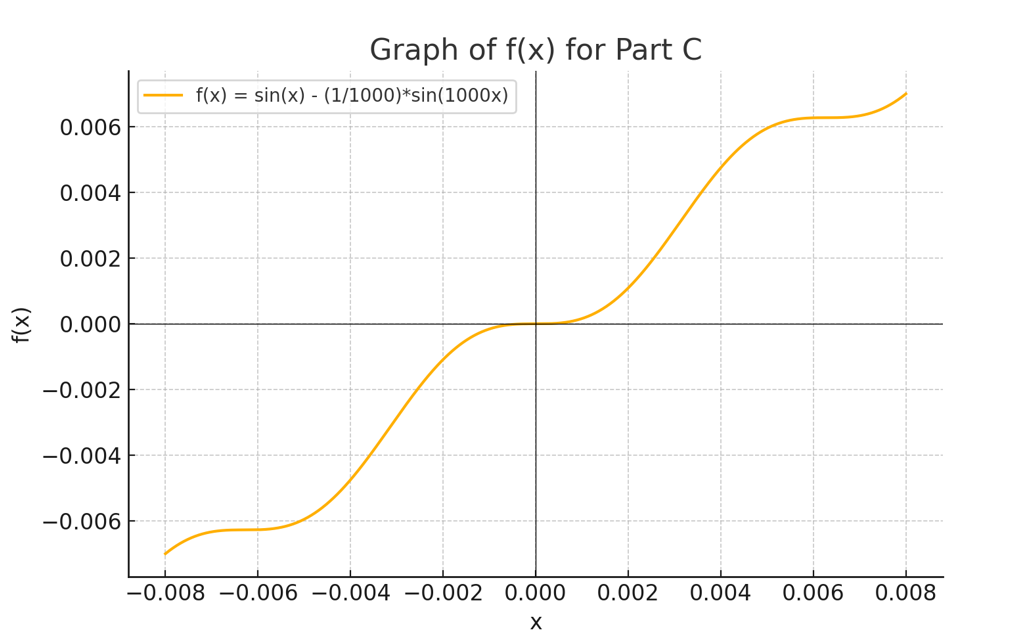 Graph of f(x) for Part C
f(x) = sin(x) - (1/1000)*sin(1000x)
0.006
0.004
0.002
0.000
−0.002
−0.004
−0.006
f(x)
−0.008 −0.006 −0.004 −0.002 0.000 0.002 0.004 0.006 0.008
x